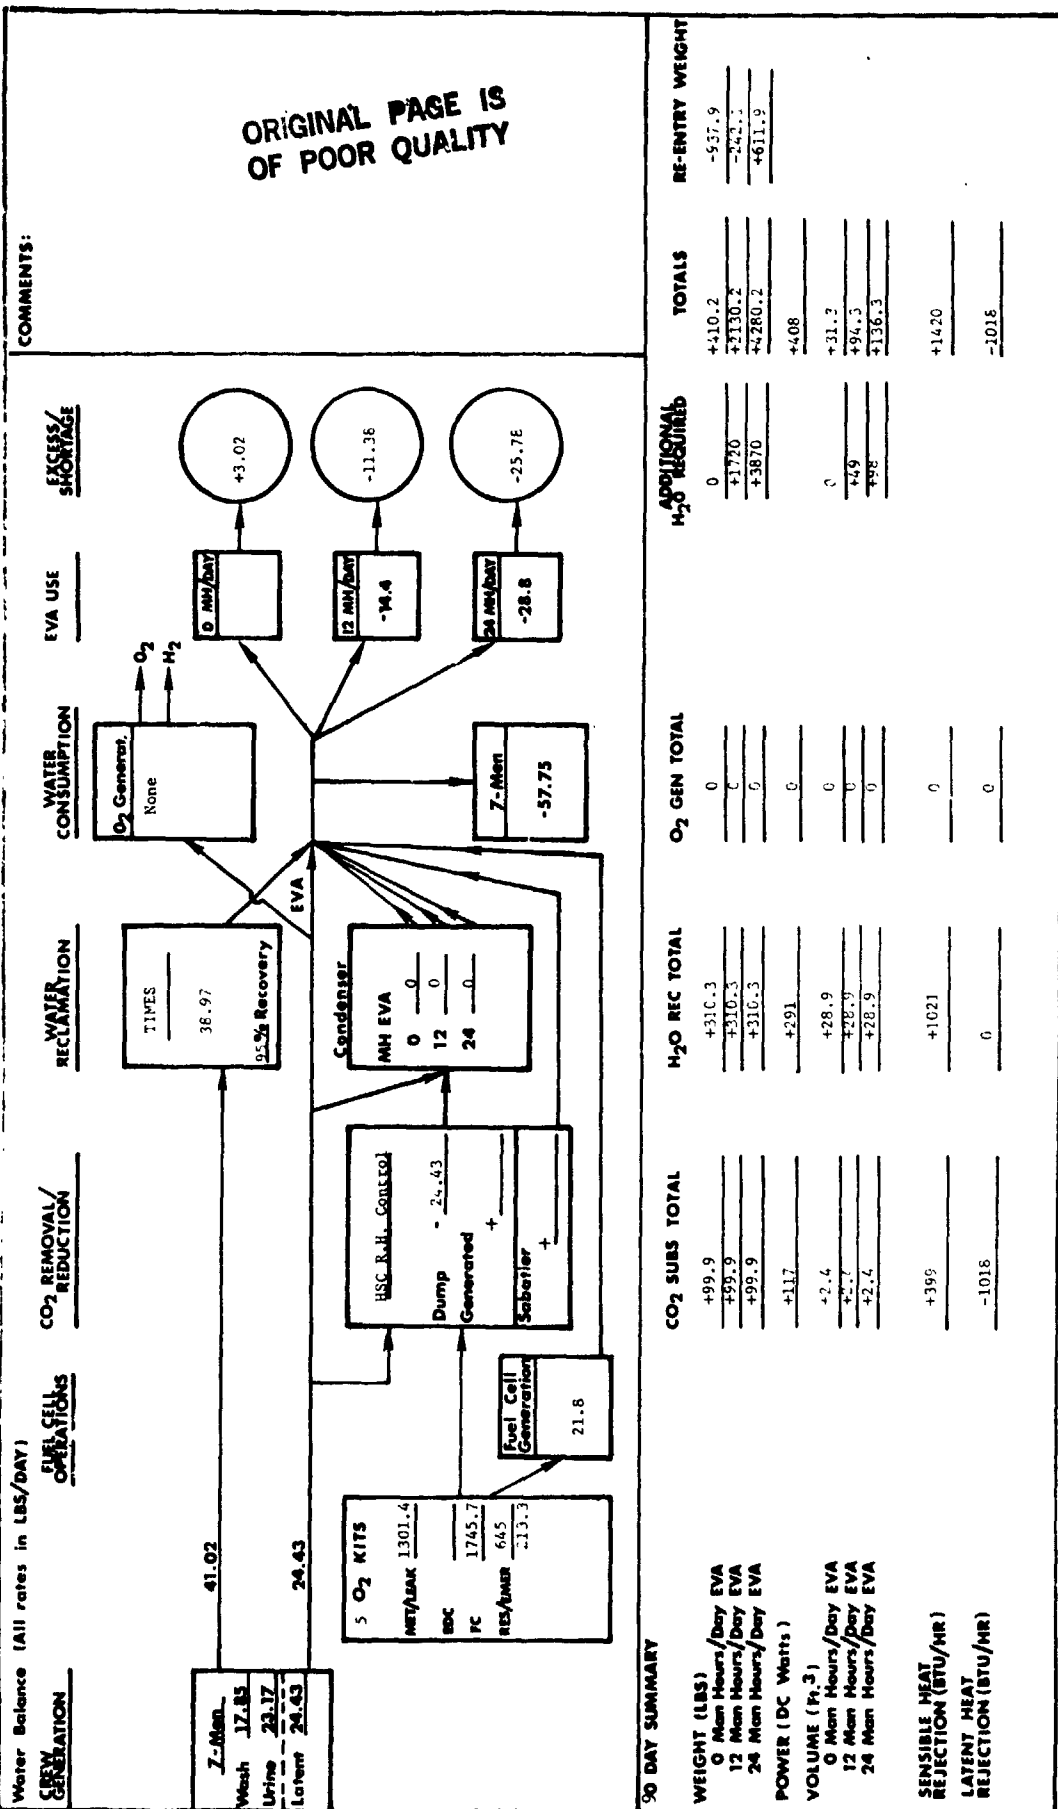 Water Balance (All rates in LBS/DAY)
CREW GENERATION
FUEL CELL OPERATIONS
CO2 REMOVAL/ REDUCTION
WATER RECLAMATION
WATER CONSUMPTION
EVA USE
EXCESS/ SHORTAGE
COMMENTS:
ORIGINAL PAGE IS
OF POOR QUALITY
7-Men
Wash 17.85
Urine 23.17
Latent 24.43
41.02
24.43
5 O2 KITS
MET/LEAK 1301.4
EDC
FC 1745.7
RES/EMER 645
Fuel Cell Generation
21.8
HSC R.H. Control
Dump - 24.43
Generated +
Sabatier +
TIMES
38.97
95% Recovery
EVA
Condenser
MH EVA
0 0
12 0
24 0
O2 Generat.
None
O2
H2
7-Men
-57.75
0 MH/DAY
12 MH/DAY
-14.4
24 MH/DAY
-28.8
+3.02
-11.38
-25.78
90 DAY SUMMARY
CO2 SUBS TOTAL
H2O REC TOTAL
O2 GEN TOTAL
ADDITIONAL H2O REQUIRED
TOTALS
RE-ENTRY WEIGHT
WEIGHT (LBS)
0 Man Hours/Day EVA +99.9 +310.3 0 0 +410.2 -937.9
12 Man Hours/Day EVA +99.9 +310.3 0 +1720 +2130.2
24 Man Hours/Day EVA +99.9 +310.3 0 +3870 +4280.2 +611.9
POWER (DC Watts) +117 +291 0 +408
VOLUME (Ft.3)
0 Man Hours/Day EVA +2.4 +28.9 0 0 +31.3
12 Man Hours/Day EVA +28.9 0 +49 +94.3
24 Man Hours/Day EVA +2.4 +28.9 0 +98 +136.3
SENSIBLE HEAT
REJECTION (BTU/HR) +399 +1021 0 +1420
LATENT HEAT
REJECTION (BTU/HR) -1018 0 0 -1018